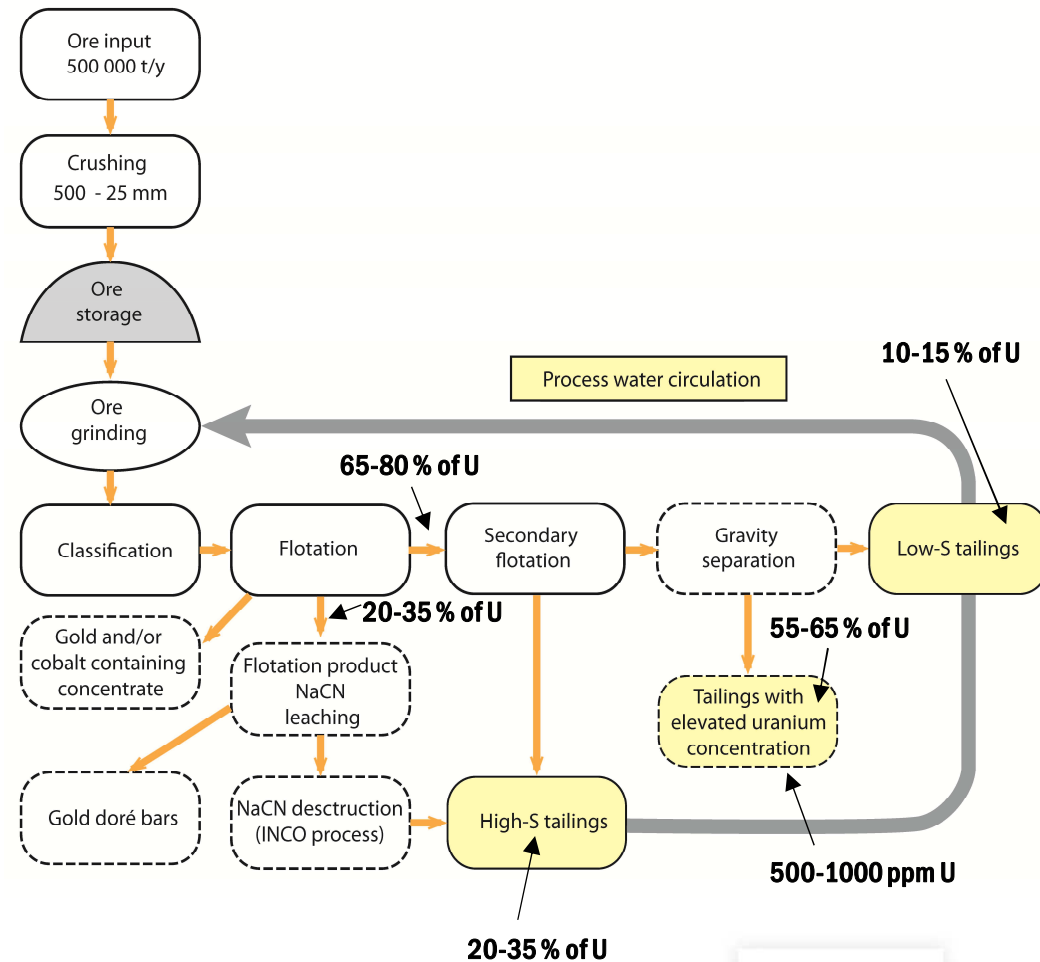 Ore input
500 000 t/y
Crushing
500 - 25 mm
Ore
storage
10-15 % of U
Process water circulation
Ore
grinding
65-80 % of U
Classification
Flotation
Secondary
flotation
Gravity
separation
Low-S tailings
20-35 % of U
Gold and/or
cobalt containing
concentrate
Flotation product
NaCN
leaching
55-65 % of U
Tailings with
elevated uranium
concentration
Gold doré bars
NaCN desctruction
(INCO process)
High-S tailings
500-1000 ppm U
20-35 % of U